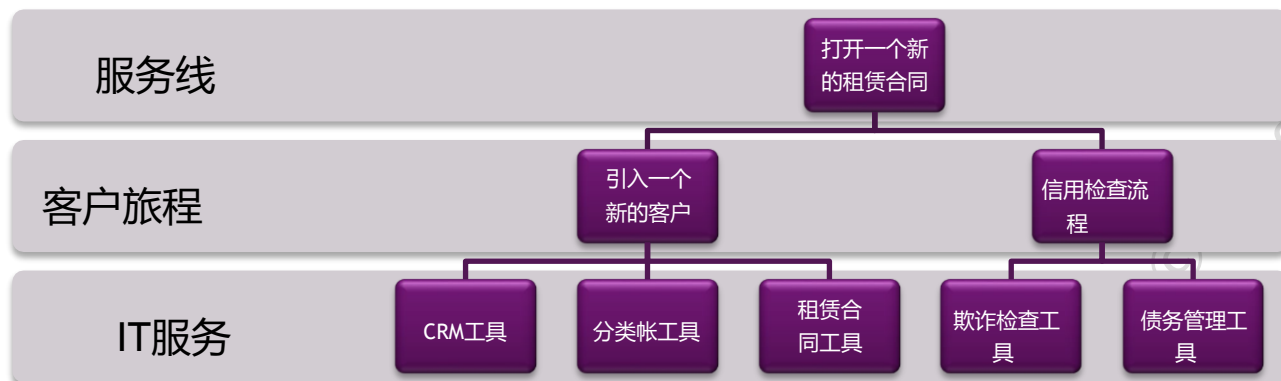 服务线
打开一个新
的租赁合同
客户旅程
引入一个
新的客户
信用检查流
程
IT服务
CRM工具
分类帐工具
租赁合
同工具
欺诈检查工
具
债务管理工
具